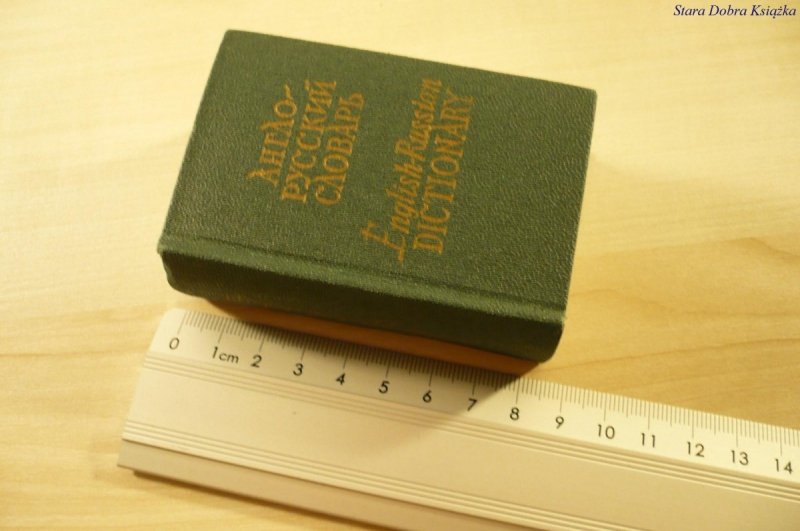 Stara Dobra Książka
АНГЛО-
РУССКИЙ
СЛОВАРЬ
English-Russian
DICTIONARY
0 1cm 2 3 4 5 6 7 8 9 10 11 12 13 14